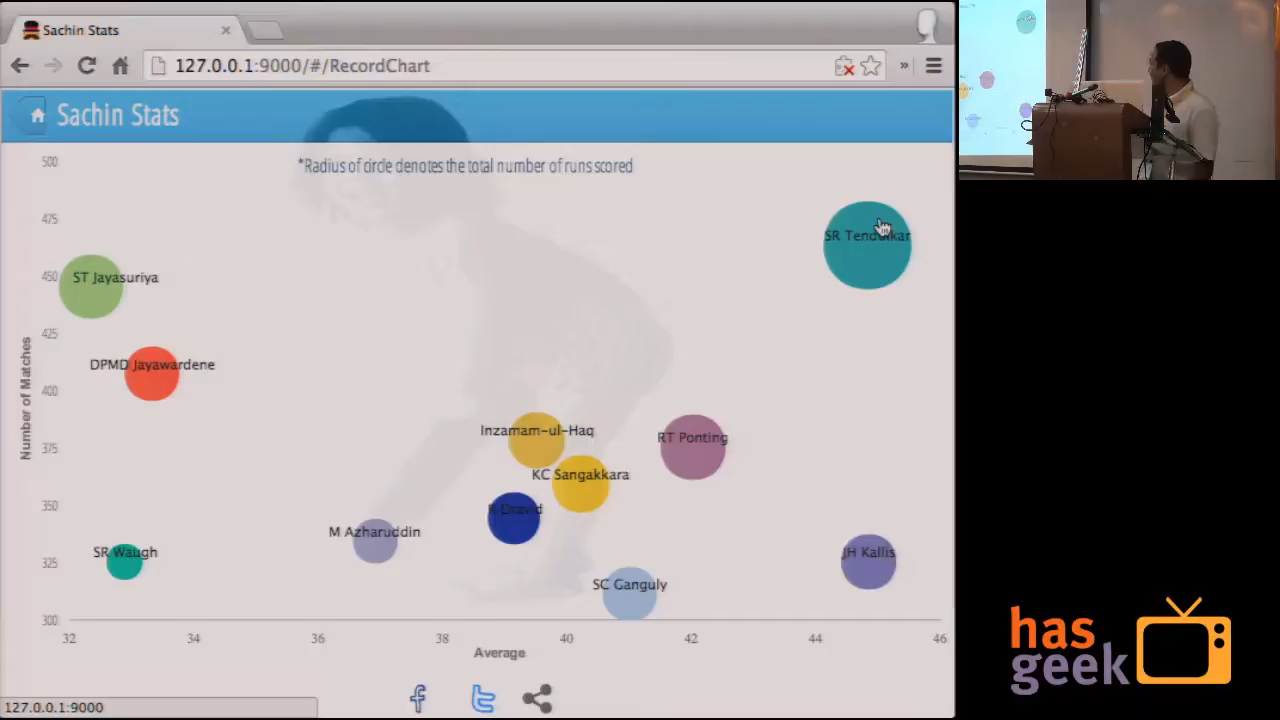 Sachin Stats
127.0.0.1:9000/#/RecordChart
Sachin Stats
*Radius of circle denotes the total number of runs scored
500
475
450
425
400
375
350
325
300
Number of Matches
SR Tendulkar
ST Jayasuriya
DPMD Jayawardene
Inzamam-ul-Haq
RT Ponting
KC Sangakkara
R Dravid
M Azharuddin
SR Waugh
JH Kallis
SC Ganguly
32 34 36 38 40 42 44 46
Average
127.0.0.1:9000
has
geek